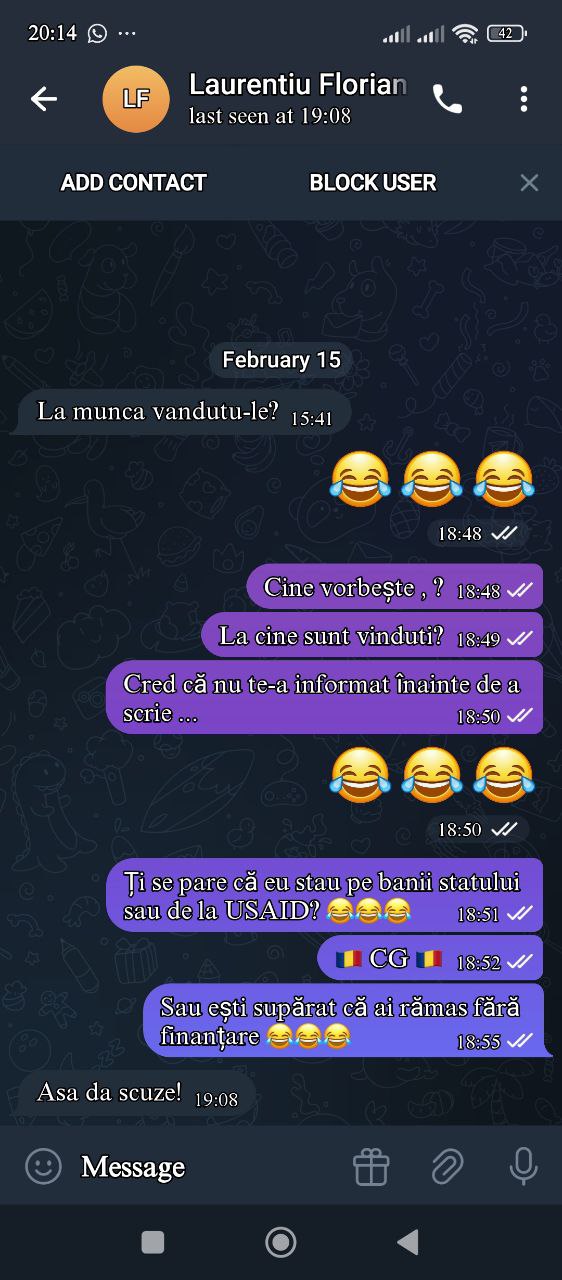 20:14
42
LF
Laurentiu Florian
last seen at 19:08
ADD CONTACT
BLOCK USER
February 15
La munca vandutu-le? 15:41
😂😂😂
18:48
Cine vorbește , ? 18:48
La cine sunt vinduti? 18:49
Cred că nu te-a informat înainte de a
scrie ... 18:50
😂😂😂
18:50
Ți se pare că eu stau pe banii statului
sau de la USAID? 😂😂😂 18:51
🇷🇴 CG 🇷🇴 18:52
Sau ești supărat că ai rămas fără
finanțare 😂😂😂 18:55
Asa da scuze! 19:08
Message